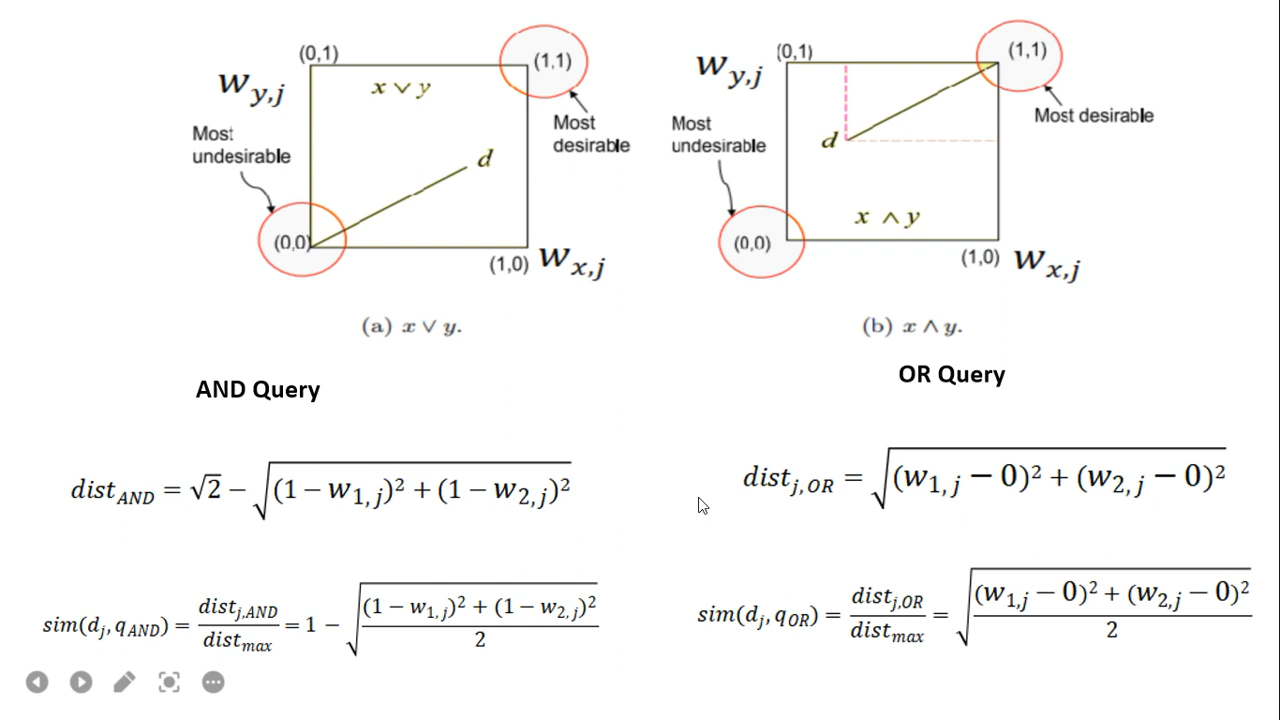 (0,1)
(1,1)
w_{y,j}
x ∨ y
Most
undesirable
Most
desirable
d
(0,0)
(1,0)
w_{x,j}
(a) x ∨ y.
(0,1)
(1,1)
w_{y,j}
Most desirable
Most
undesirable
d
x ∧ y
(0,0)
(1,0)
w_{x,j}
(b) x ∧ y.
AND Query
OR Query
dist_{AND} = √2 − √((1 − w_{1,j})² + (1 − w_{2,j})²)
dist_{j,OR} = √((w_{1,j} − 0)² + (w_{2,j} − 0)²)
sim(d_j, q_{AND}) = dist_{j,AND} / dist_{max} = 1 − √(((1 − w_{1,j})² + (1 − w_{2,j})²) / 2)
sim(d_j, q_{OR}) = dist_{j,OR} / dist_{max} = √(((w_{1,j} − 0)² + (w_{2,j} − 0)²) / 2)